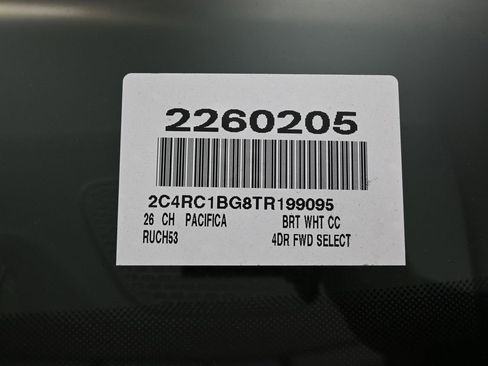 2260205
2C4RC1BG8TR199095
26 CH PACIFICA BRT WHT CC
RUCH53 4DR FWD SELECT